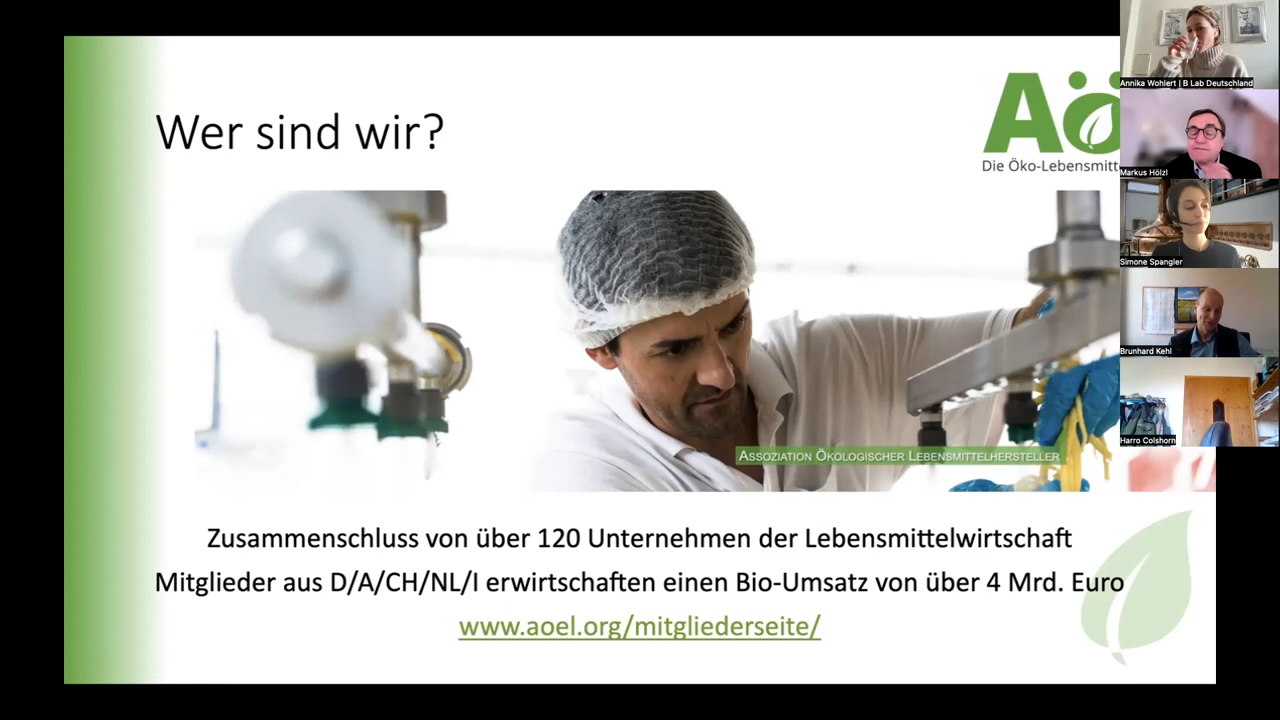 Wer sind wir?
Aö
Die Öko-Lebensmitte
ASSOZIATION ÖKOLOGISCHER LEBENSMITTELHERSTELLER
Zusammenschluss von über 120 Unternehmen der Lebensmittelwirtschaft
Mitglieder aus D/A/CH/NL/I erwirtschaften einen Bio-Umsatz von über 4 Mrd. Euro
www.aoel.org/mitgliederseite/
Annika Wohlert | B Lab Deutschland
Markus Hölzl
Simone Spangler
Brunhard Kehl
Harro Colshorn